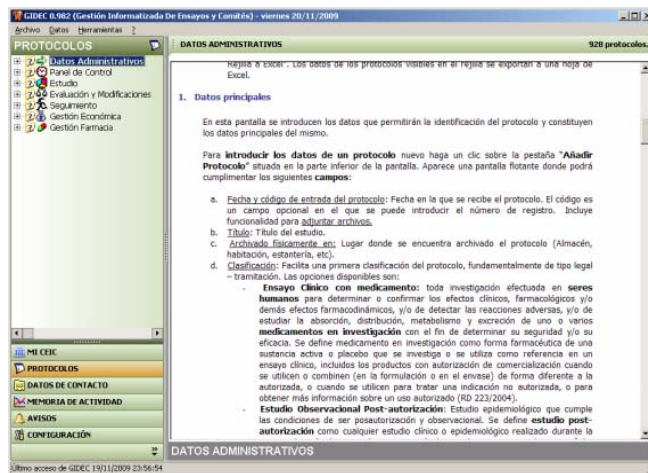 GIDEC 0.982 (Gestión Informatizada De Ensayos y Comités) - viernes 20/11/2009
Archivo Datos Herramientas ?
PROTOCOLOS
Datos Administrativos
Panel de Control
Estudio
Evaluación y Modificaciones
Seguimiento
Gestión Económica
Gestión Farmacia
MI CEIC
PROTOCOLOS
DATOS DE CONTACTO
MEMORIA DE ACTIVIDAD
AVISOS
CONFIGURACIÓN
DATOS ADMINISTRATIVOS 928 protocolos.
Rejilla a Excel". Los datos de los protocolos visibles en el rejilla se exportan a una hoja de
Excel.
1. Datos principales
En esta pantalla se introducen los datos que permitirán la identificación del protocolo y constituyen
los datos principales del mismo.
Para introducir los datos de un protocolo nuevo haga un clic sobre la pestaña "Añadir
Protocolo" situada en la parte inferior de la pantalla. Aparece una pantalla flotante donde podrá
cumplimentar los siguientes campos:
a. Fecha y código de entrada del protocolo: Fecha en la que se recibe el protocolo. El código es
un campo opcional en el que se puede introducir el número de registro. Incluye
funcionalidad para adjuntar archivos.
b. Título: Título del estudio.
c. Archivado físicamente en: Lugar donde se encuentra archivado el protocolo (Almacén,
habitación, estantería, etc).
d. Clasificación: Facilita una primera clasificación del protocolo, fundamentalmente de tipo legal
– tramitación. Las opciones disponibles son:
- Ensayo Clínico con medicamento: toda investigación efectuada en seres
humanos para determinar o confirmar los efectos clínicos, farmacológicos y/o
demás efectos farmacodinámicos, y/o de detectar las reacciones adversas, y/o de
estudiar la absorción, distribución, metabolismo y excreción de uno o varios
medicamentos en investigación con el fin de determinar su seguridad y/o su
eficacia. Se define medicamento en investigación como forma farmacéutica de una
sustancia activa o placebo que se investiga o se utiliza como referencia en un
ensayo clínico, incluidos los productos con autorización de comercialización cuando
se utilicen o combinen (en la formulación o en el envase) de forma diferente a la
autorizada, o cuando se utilicen para tratar una indicación no autorizada, o para
obtener más información sobre un uso autorizado (RD 223/2004).
- Estudio Observacional Post-autorización: Estudio epidemiológico que cumple
las condiciones de ser posautorización y observacional. Se define estudio post-
autorización como cualquier estudio clínico o epidemiológico realizado durante la
DATOS ADMINISTRATIVOS
Último acceso de GIDEC 19/11/2009 23:56:54